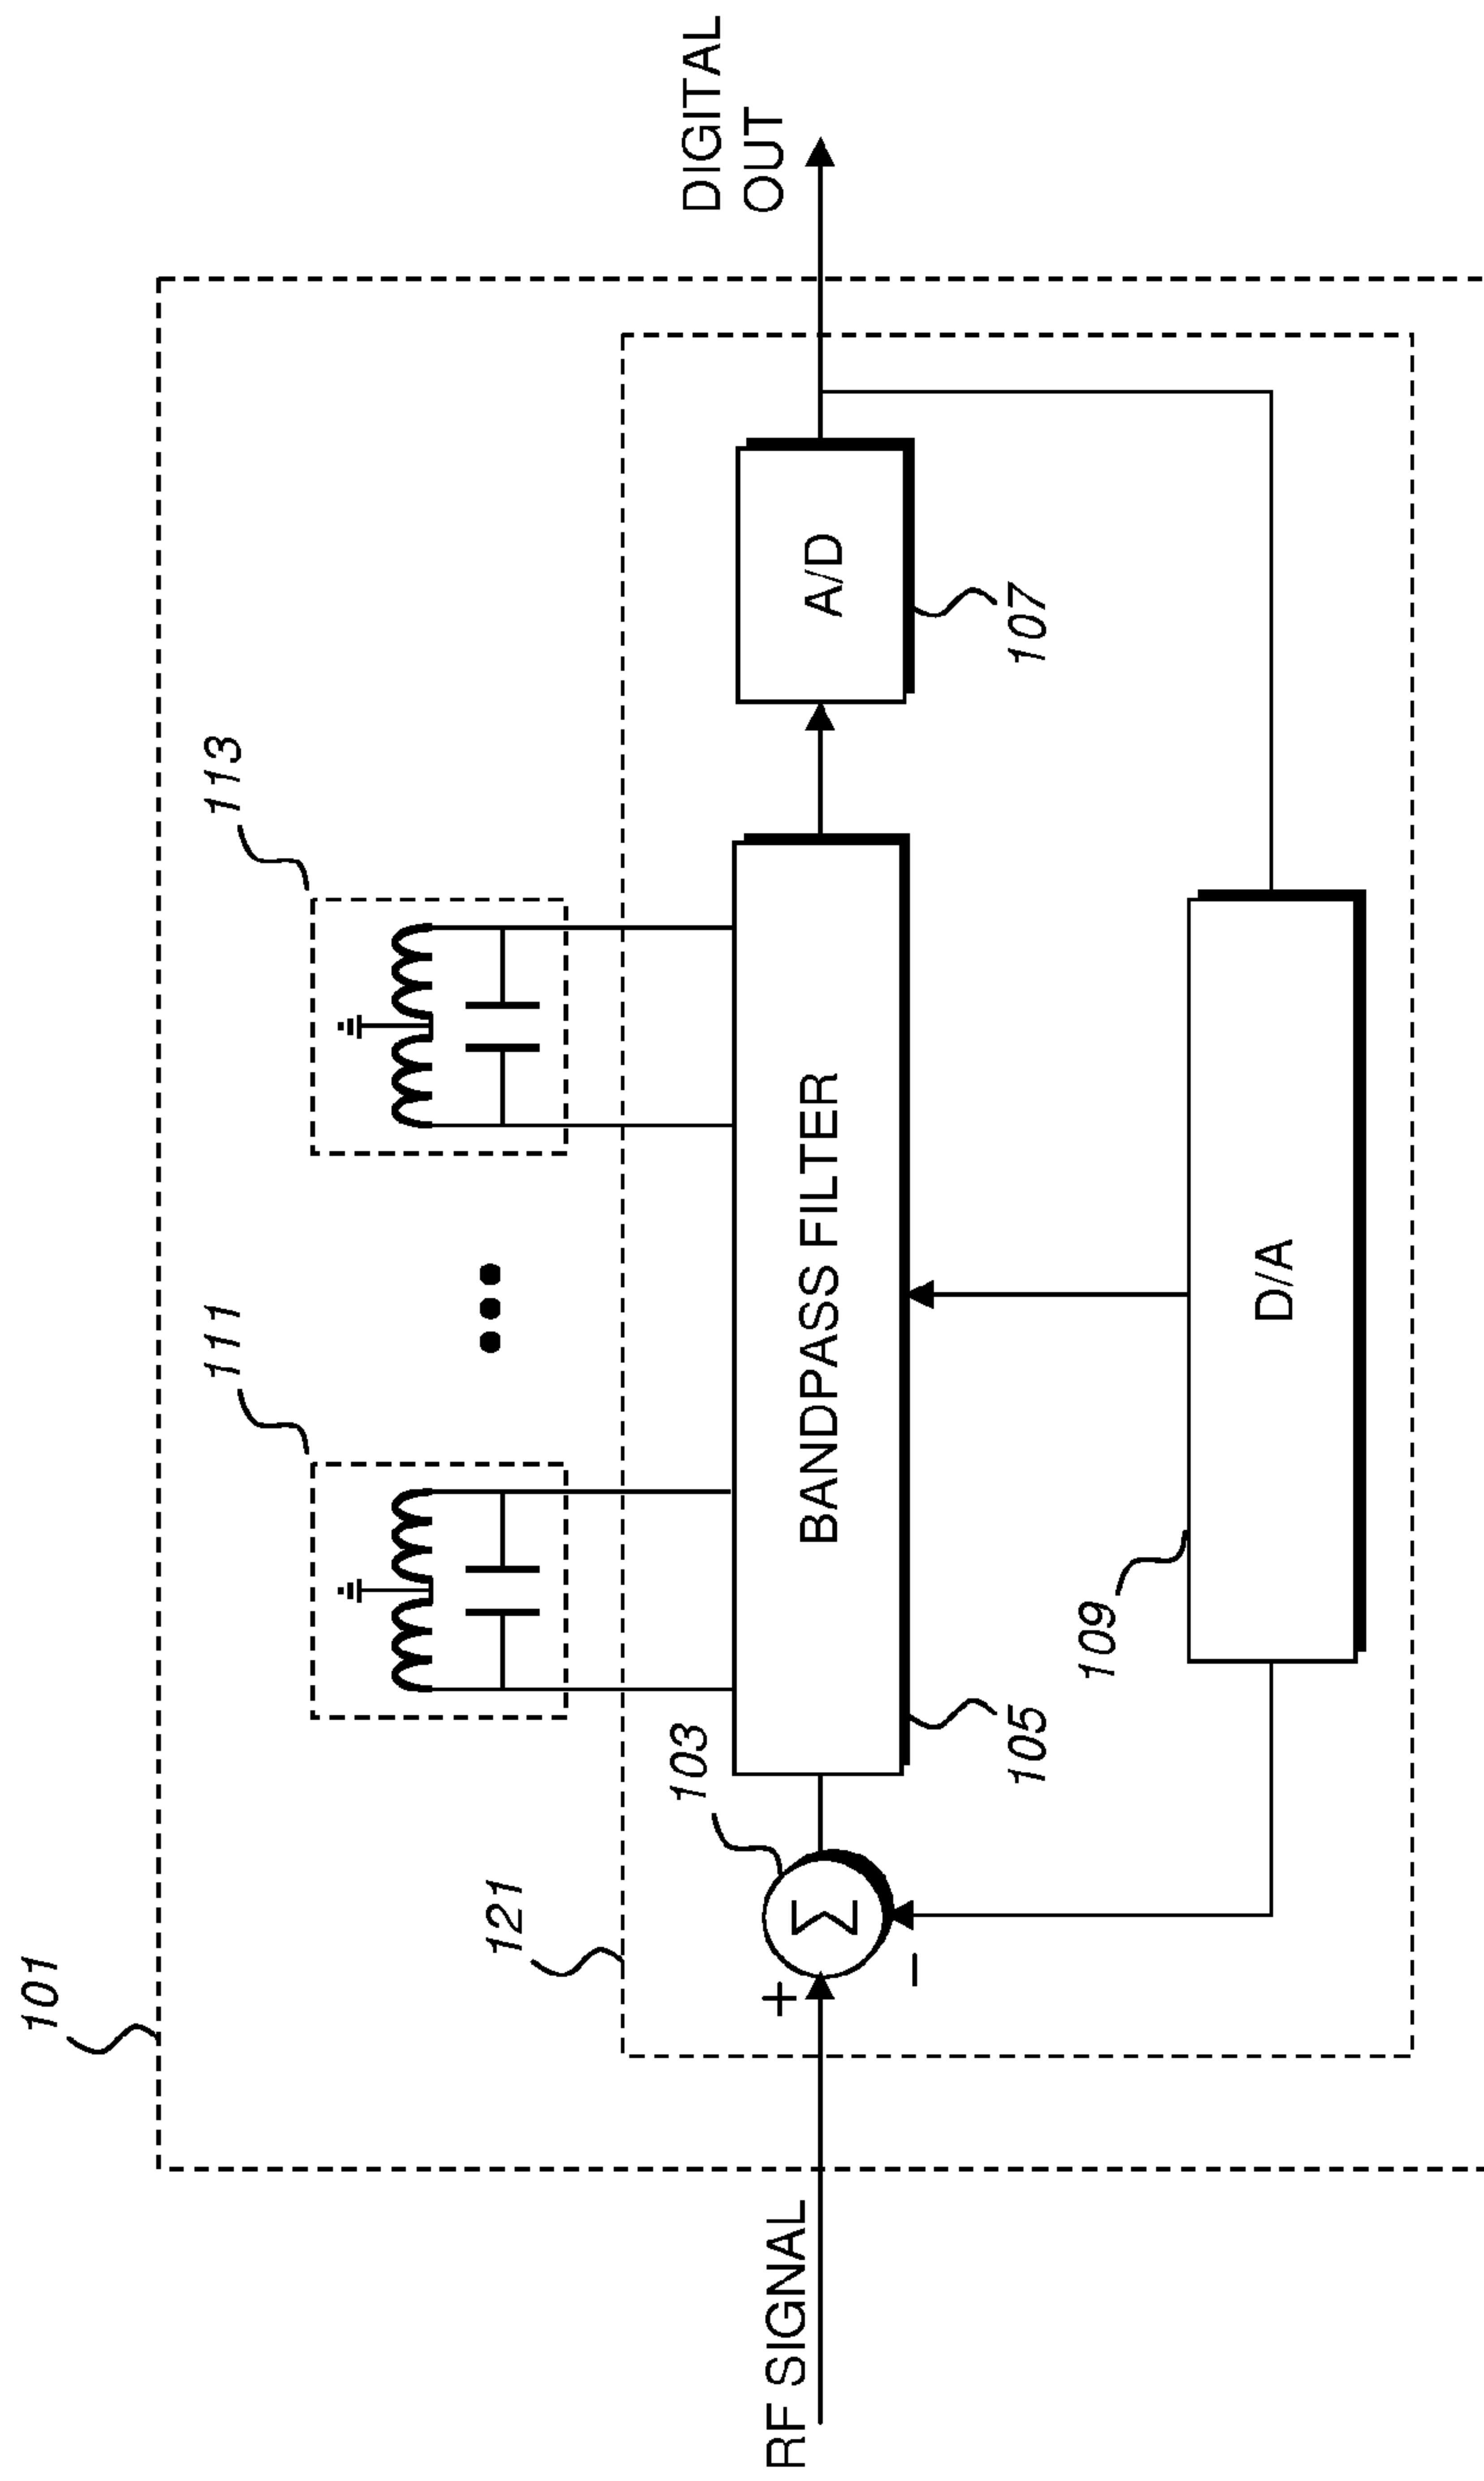 101
111
113
121
103
RF SIGNAL
+
Σ
−
BANDPASS FILTER
A/D
DIGITAL
OUT
105
107
109
D/A